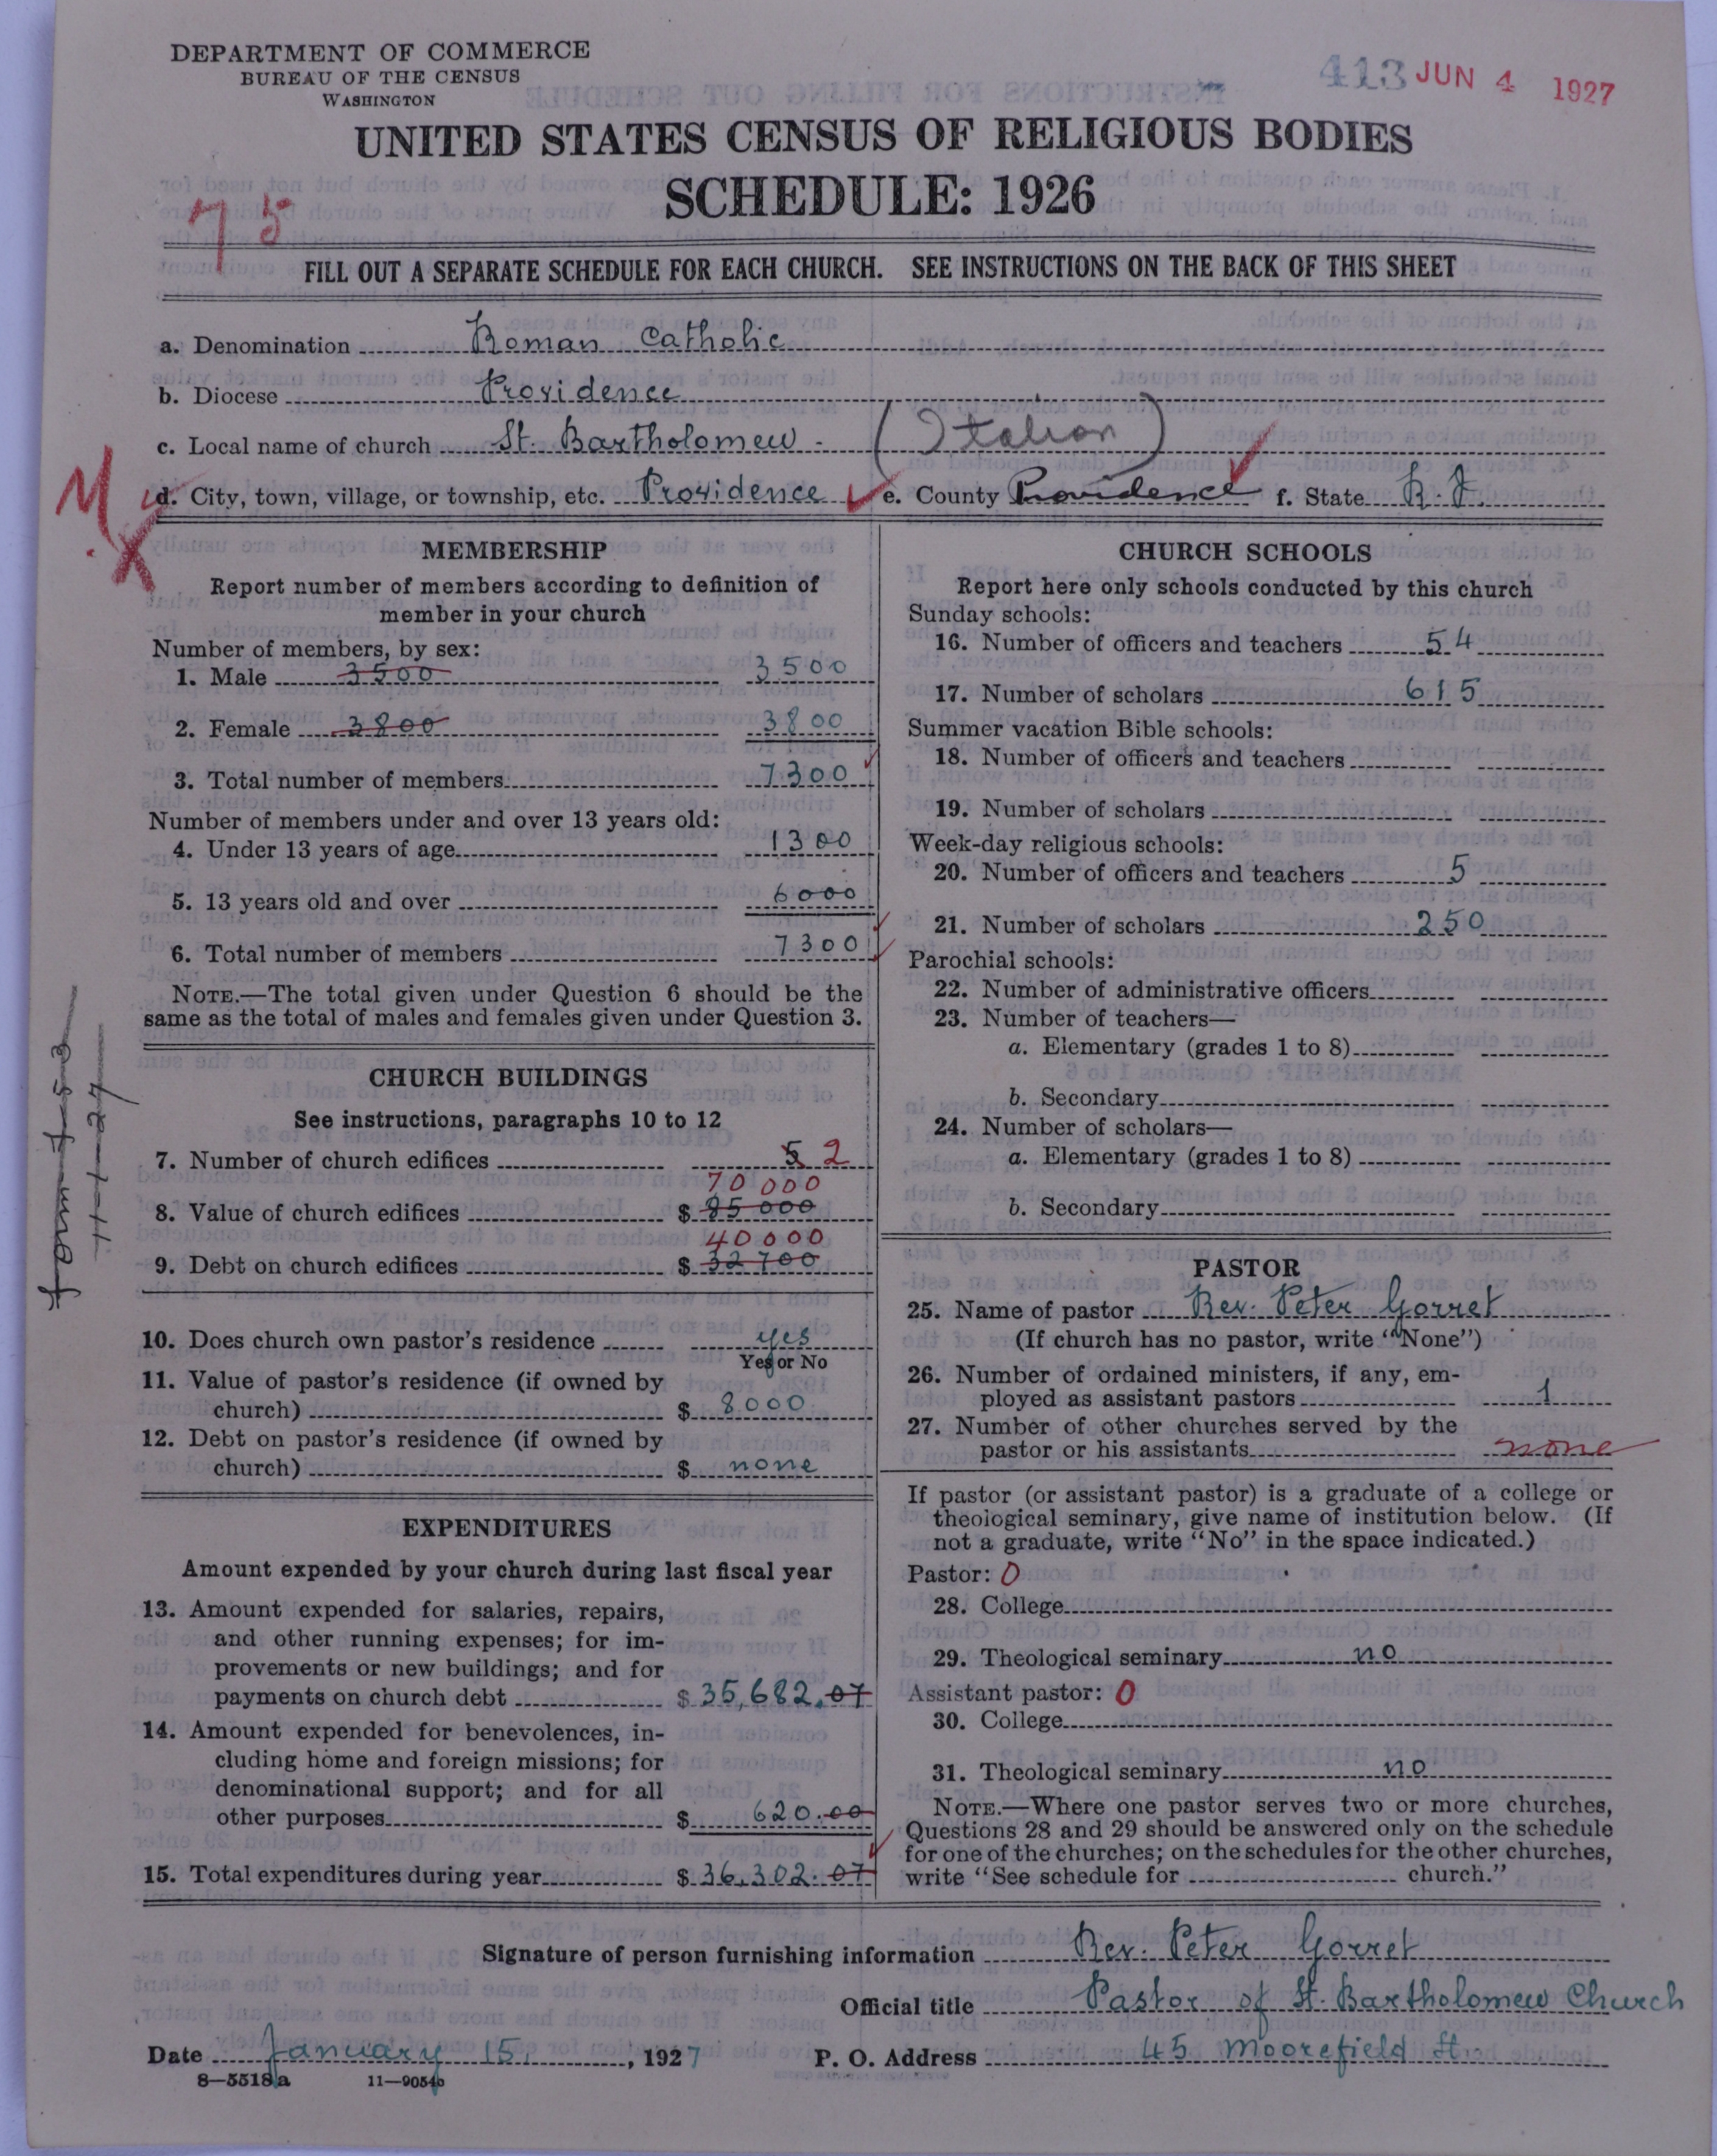 DEPARTMENT OF COMMERCE
BUREAU OF THE CENSUS
WASHINGTON
413 JUN 4 1927
UNITED STATES CENSUS OF RELIGIOUS BODIES
SCHEDULE: 1926
75
FILL OUT A SEPARATE SCHEDULE FOR EACH CHURCH. SEE INSTRUCTIONS ON THE BACK OF THIS SHEET
a. Denomination Roman Catholic
b. Diocese Providence
c. Local name of church St. Bartholomew - (Italian)
d. City, town, village, or township, etc. Providence e. County Providence f. State R. I.
M
X
MEMBERSHIP
Report number of members according to definition of
member in your church
Number of members, by sex:
1. Male 3500 3500
2. Female 3800 3800
3. Total number of members 7300
Number of members under and over 13 years old:
4. Under 13 years of age 1300
5. 13 years old and over 6000
6. Total number of members 7300
NOTE.—The total given under Question 6 should be the
same as the total of males and females given under Question 3.
CHURCH BUILDINGS
See instructions, paragraphs 10 to 12
7. Number of church edifices 5 2
70 000
8. Value of church edifices $ 85 000
40000
9. Debt on church edifices $ 32700
10. Does church own pastor's residence yes
Yes or No
11. Value of pastor's residence (if owned by
church) $ 8000
12. Debt on pastor's residence (if owned by
church) $ none
EXPENDITURES
Amount expended by your church during last fiscal year
13. Amount expended for salaries, repairs,
and other running expenses; for im-
provements or new buildings; and for
payments on church debt $ 35,682.07
14. Amount expended for benevolences, in-
cluding home and foreign missions; for
denominational support; and for all
other purposes $ 620.00
15. Total expenditures during year $ 36,302.07
CHURCH SCHOOLS
Report here only schools conducted by this church
Sunday schools:
16. Number of officers and teachers 54
17. Number of scholars 615
Summer vacation Bible schools:
18. Number of officers and teachers
19. Number of scholars
Week-day religious schools:
20. Number of officers and teachers 5
21. Number of scholars 250
Parochial schools:
22. Number of administrative officers
23. Number of teachers—
a. Elementary (grades 1 to 8)
b. Secondary
24. Number of scholars—
a. Elementary (grades 1 to 8)
b. Secondary
PASTOR
25. Name of pastor Rev. Peter Gorret
(If church has no pastor, write "None")
26. Number of ordained ministers, if any, em-
ployed as assistant pastors 1
27. Number of other churches served by the
pastor or his assistants none
If pastor (or assistant pastor) is a graduate of a college or
theological seminary, give name of institution below. (If
not a graduate, write "No" in the space indicated.)
Pastor: 0
28. College
29. Theological seminary no
Assistant pastor: 0
30. College
31. Theological seminary no
NOTE.—Where one pastor serves two or more churches,
Questions 28 and 29 should be answered only on the schedule
for one of the churches; on the schedules for the other churches,
write "See schedule for church."
Signature of person furnishing information Rev. Peter Gorret
Official title Pastor of St. Bartholomew Church
Date January 15, 1927 P. O. Address 45 Moorefield St.
8—5518a 11—9054b